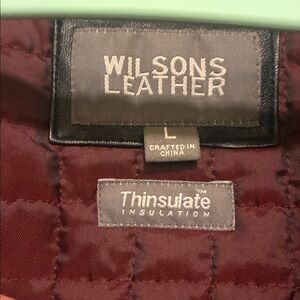 WILSONS
LEATHER
L
CRAFTED IN
CHINA
Thinsulate™
INSULATION